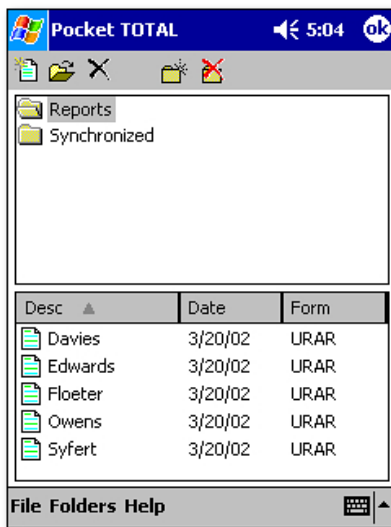 Pocket TOTAL 5:04 ok
Reports
Synchronized
Desc Date Form
Davies 3/20/02 URAR
Edwards 3/20/02 URAR
Floeter 3/20/02 URAR
Owens 3/20/02 URAR
Syfert 3/20/02 URAR
File Folders Help